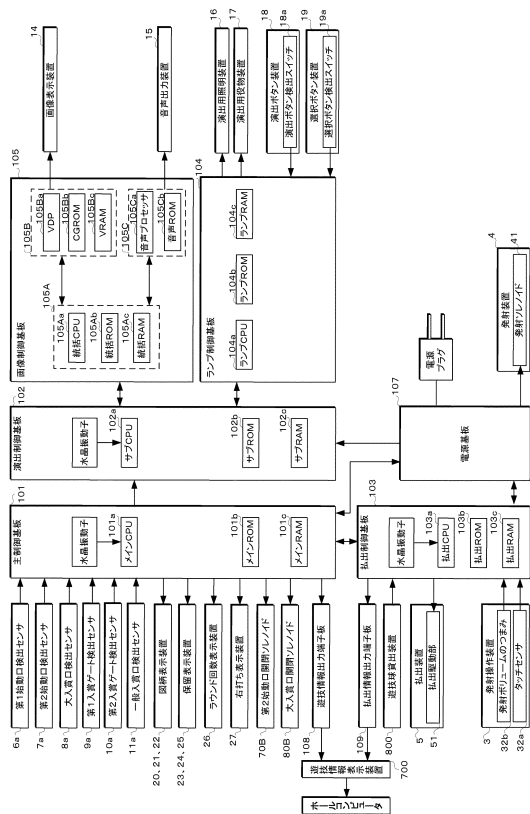 6a
第1始動口検出センサ
7a
第2始動口検出センサ
8a
大入賞口検出センサ
9a
第1入賞ゲート検出センサ
10a
第2入賞ゲート検出センサ
11a
一般入賞口検出センサ
20、21、22
図柄表示装置
23、24、25
保留表示装置
26
ラウンド回数表示装置
27
右打ち表示装置
70B
第2始動口開閉ソレノイド
80B
大入賞口開閉ソレノイド
108
遊技情報出力端子板
109
払出情報出力端子板
800
遊技球貸出装置
5
払出装置
51
払出駆動部
3
発射操作装置
32b
発射ボリュームのつまみ
32a
タッチセンサ
700
遊技情報表示装置
ホールコンピュータ
101
主制御基板
水晶振動子
101a
メインCPU
101b
メインROM
101c
メインRAM
103
払出制御基板
水晶振動子
103a
払出CPU
103b
払出ROM
103c
払出RAM
102
演出制御基板
水晶振動子
102a
サブCPU
102b
サブROM
102c
サブRAM
107
電源基板
電源
プラグ
4
発射装置
発射ソレノイド
41
105
画像制御基板
105A
105Aa
統括CPU
105Ab
統括ROM
105Ac
統括RAM
105B
105Ba
VDP
105Bb
CGROM
105Bc
VRAM
105C
105Ca
音声プロセッサ
105Cb
音声ROM
104
ランプ制御基板
104a
ランプCPU
104b
ランプROM
104c
ランプRAM
14
画像表示装置
15
音声出力装置
16
演出用照明装置
17
演出用役物装置
18
演出ボタン装置
18a
演出ボタン検出スイッチ
19
選択ボタン装置
19a
選択ボタン検出スイッチ